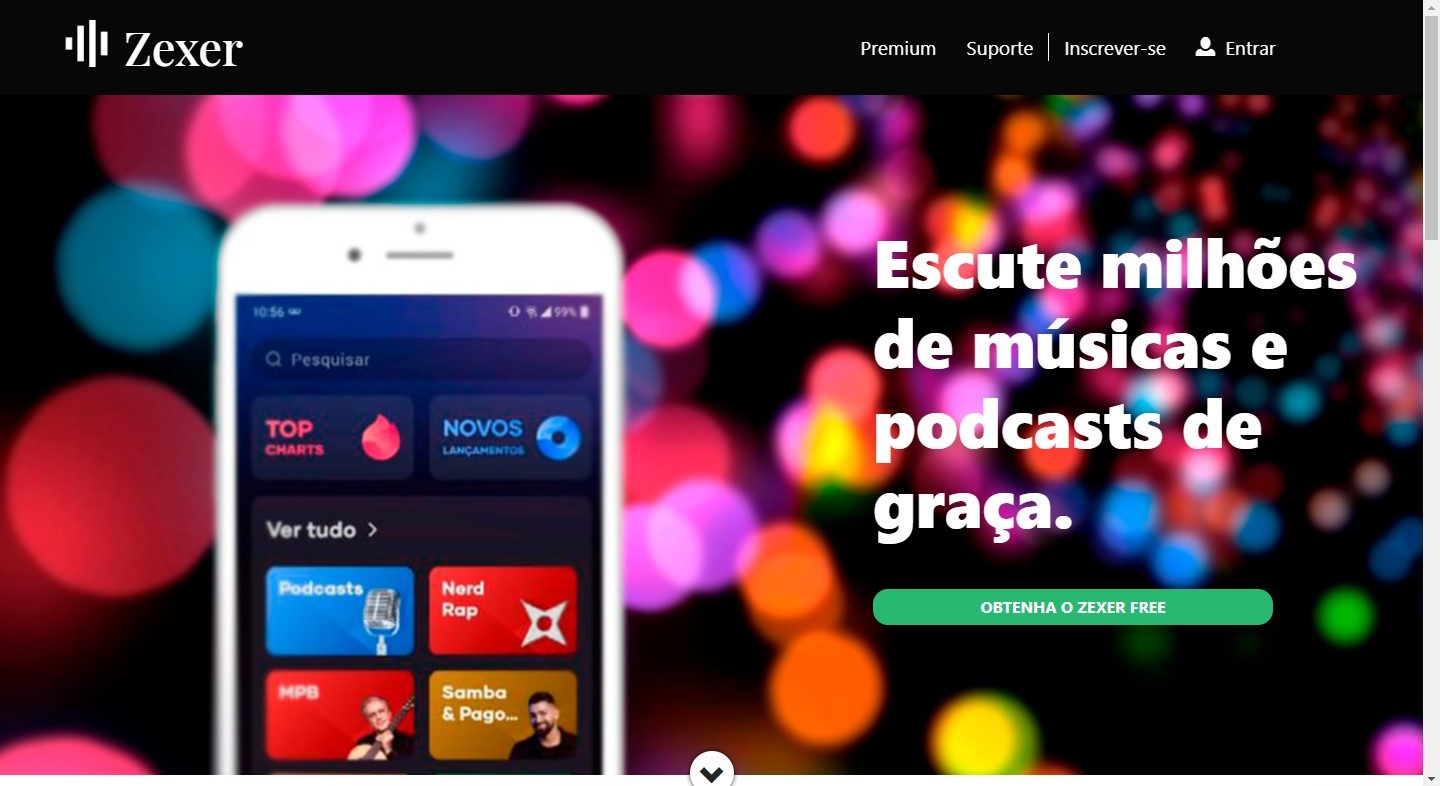 Zexer
Premium
Suporte
Inscrever-se
Entrar
Escute milhões
de músicas e
podcasts de
graça.
OBTENHA O ZEXER FREE
10:56
99%
Pesquisar
TOP
CHARTS
NOVOS
LANÇAMENTOS
Ver tudo
Podcasts
Nerd
Rap
MPB
Samba
& Pago...